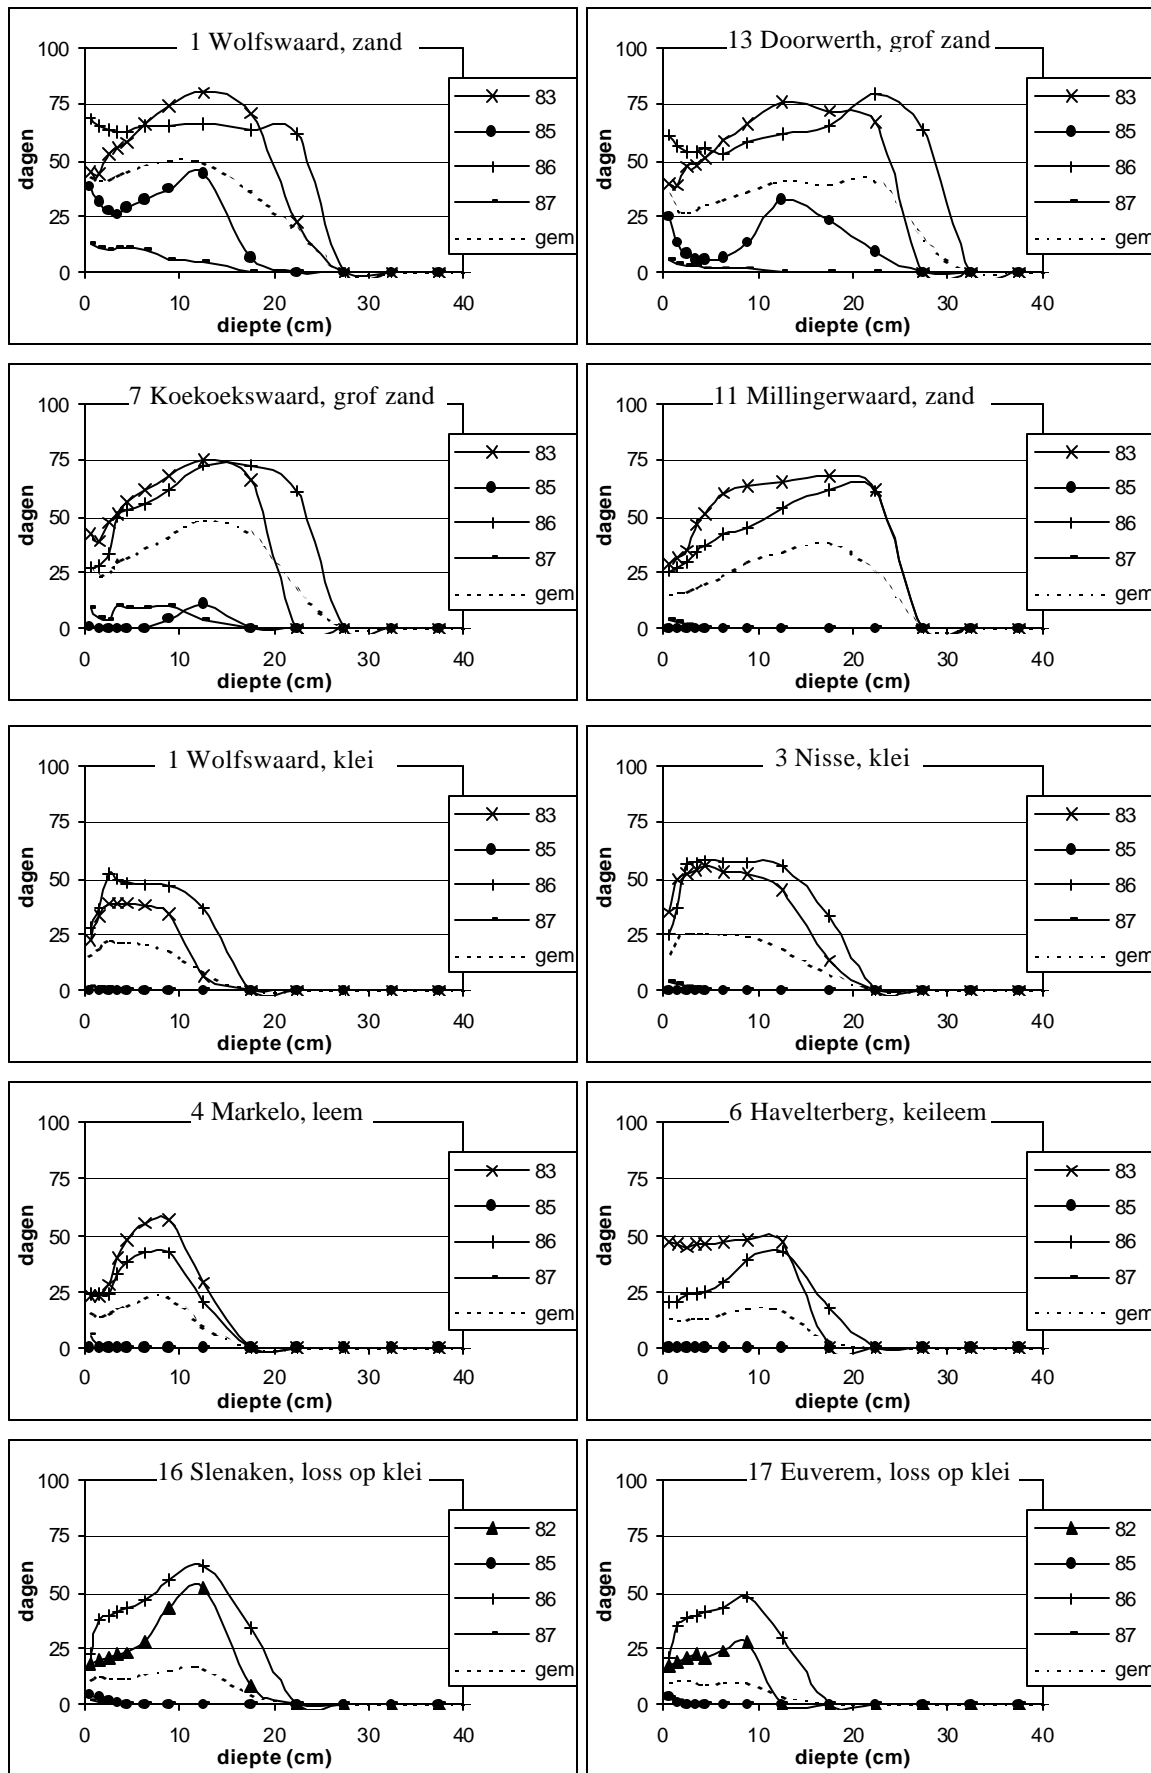 1 Wolfswaard, zand
100
75
50
25
0
dagen
0 10 20 30 40
diepte (cm)
83
85
86
87
gem
13 Doorwerth, grof zand
100
75
50
25
0
dagen
0 10 20 30 40
diepte (cm)
83
85
86
87
gem
7 Koekoekswaard, grof zand
100
75
50
25
0
dagen
0 10 20 30 40
diepte (cm)
83
85
86
87
gem
11 Millingerwaard, zand
100
75
50
25
0
dagen
0 10 20 30 40
diepte (cm)
83
85
86
87
gem
1 Wolfswaard, klei
100
75
50
25
0
dagen
0 10 20 30 40
diepte (cm)
83
85
86
87
gem
3 Nisse, klei
100
75
50
25
0
dagen
0 10 20 30 40
diepte (cm)
83
85
86
87
gem
4 Markelo, leem
100
75
50
25
0
dagen
0 10 20 30 40
diepte (cm)
83
85
86
87
gem
6 Havelterberg, keileem
100
75
50
25
0
dagen
0 10 20 30 40
diepte (cm)
83
85
86
87
gem
16 Slenaken, loss op klei
100
75
50
25
0
dagen
0 10 20 30 40
diepte (cm)
82
85
86
87
gem
17 Euverem, loss op klei
100
75
50
25
0
dagen
0 10 20 30 40
diepte (cm)
82
85
86
87
gem